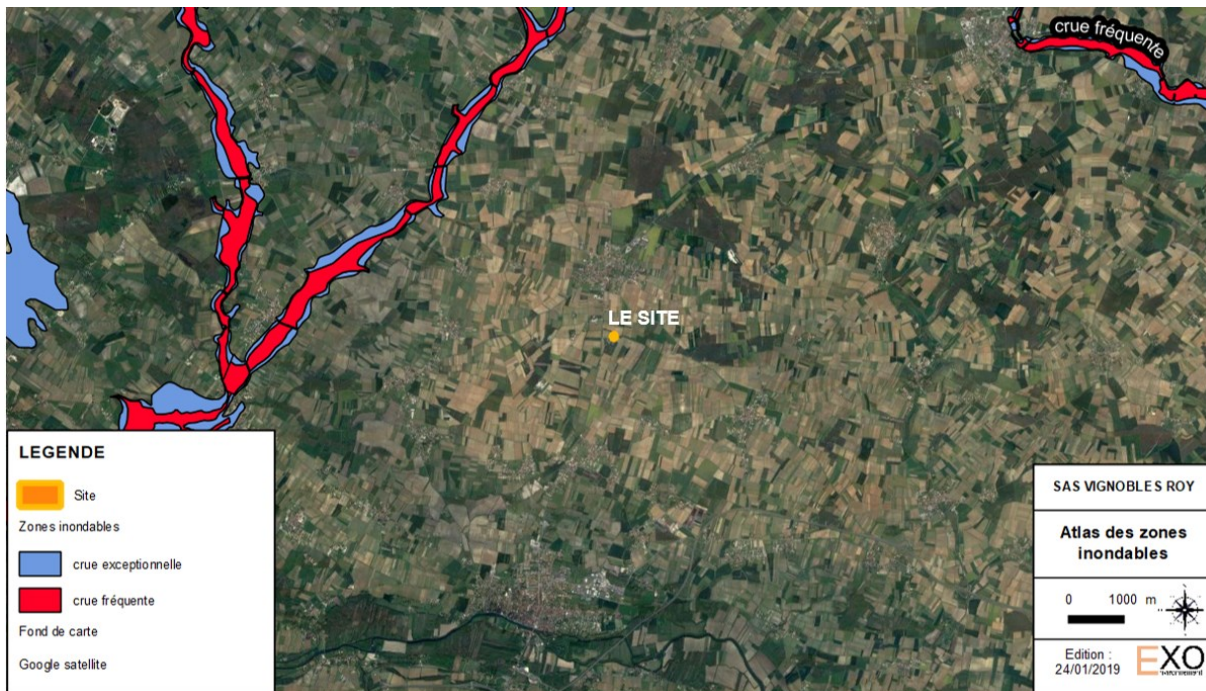 crue fréquente
LE SITE
LEGENDE
Site
Zones inondables
crue exceptionnelle
crue fréquente
Fond de carte
Google satellite
SAS VIGNOBLES ROY
Atlas des zones
inondables
0 1000 m
Edition :
24/01/2019
EXO